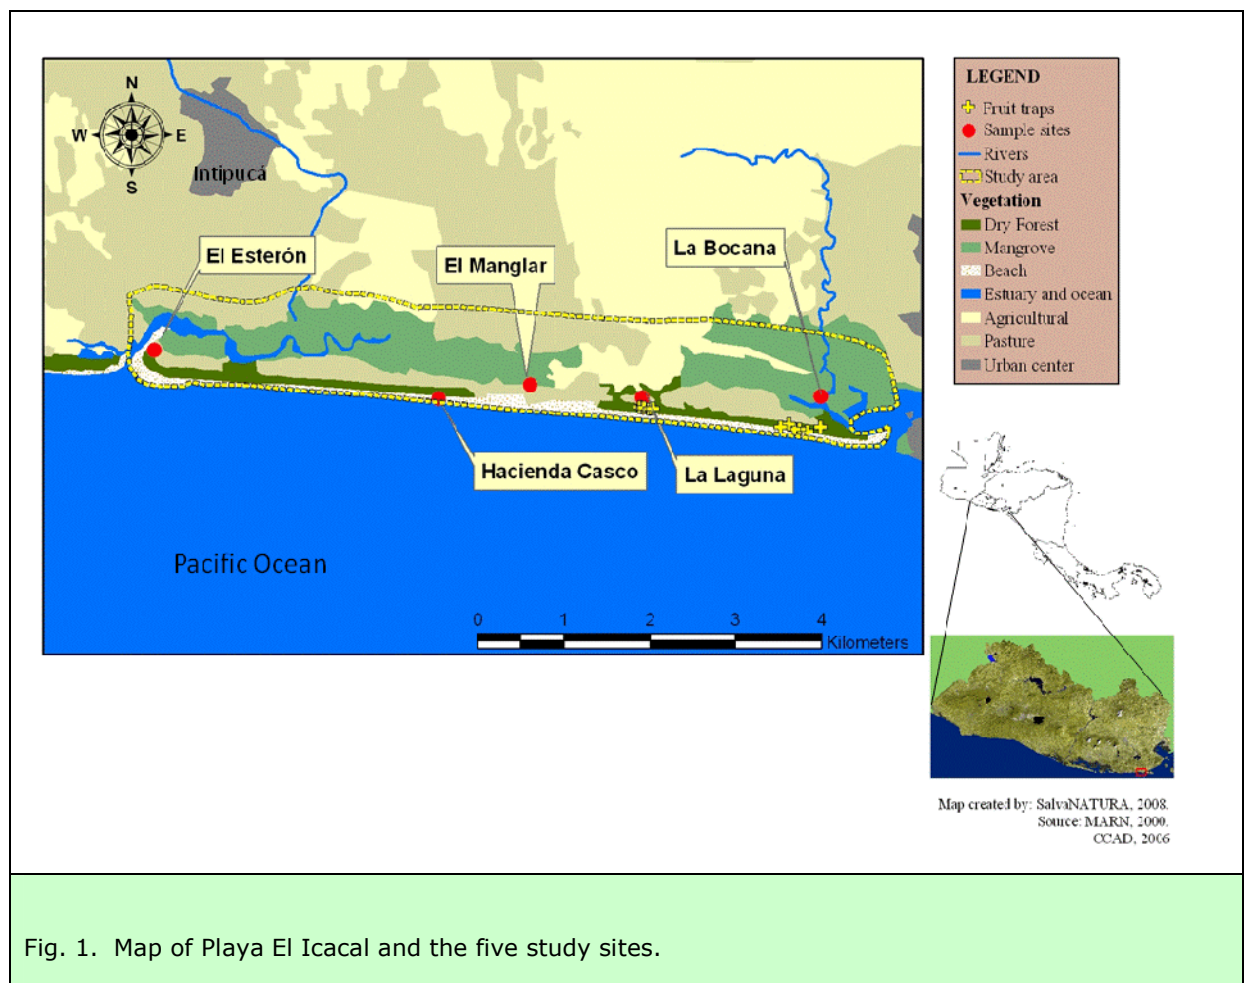 N
W E
S
Intipucá
El Esterón
El Manglar
La Bocana
Hacienda Casco
La Laguna
Pacific Ocean
0 1 2 3 4
Kilometers
LEGEND
Fruit traps
Sample sites
Rivers
Study area
Vegetation
Dry Forest
Mangrove
Beach
Estuary and ocean
Agricultural
Pasture
Urban center
Map created by: SalvaNATURA, 2008.
Source: MARN, 2000.
CCAD, 2006
Fig. 1. Map of Playa El Icacal and the five study sites.